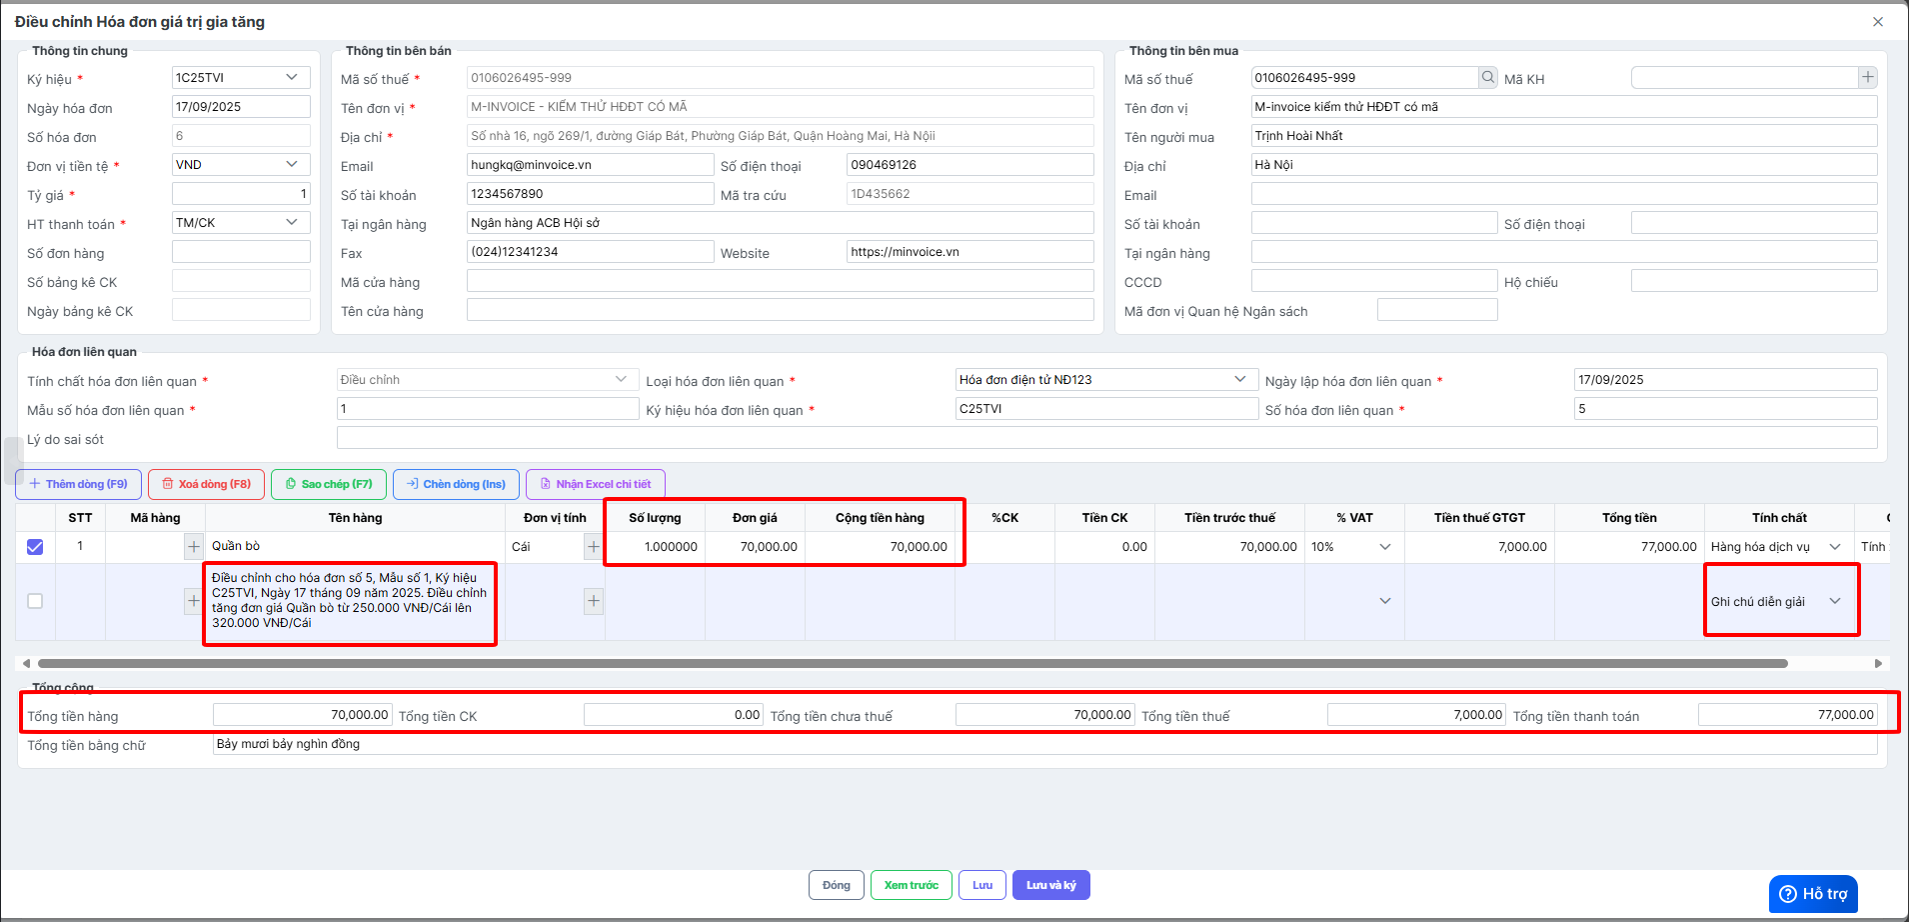 Điều chỉnh Hóa đơn giá trị gia tăng
Thông tin chung
Ký hiệu * 1C25TVI
Ngày hóa đơn 17/09/2025
Số hóa đơn 6
Đơn vị tiền tệ * VND
Tỷ giá * 1
HT thanh toán * TM/CK
Số đơn hàng
Số bảng kê CK
Ngày bảng kê CK
Thông tin bên bán
Mã số thuế * 0106026495-999
Tên đơn vị * M-INVOICE - KIỂM THỬ HĐĐT CÓ MÃ
Địa chỉ * Số nhà 16, ngõ 269/1, đường Giáp Bát, Phường Giáp Bát, Quận Hoàng Mai, Hà Nộii
Email hungkq@minvoice.vn Số điện thoại 090469126
Số tài khoản 1234567890 Mã tra cứu 1D435662
Tại ngân hàng Ngân hàng ACB Hội sở
Fax (024)12341234 Website https://minvoice.vn
Mã cửa hàng
Tên cửa hàng
Thông tin bên mua
Mã số thuế 0106026495-999 Mã KH
Tên đơn vị M-invoice kiểm thử HĐĐT có mã
Tên người mua Trịnh Hoài Nhất
Địa chỉ Hà Nội
Email
Số tài khoản Số điện thoại
Tại ngân hàng
CCCD Hộ chiếu
Mã đơn vị Quan hệ Ngân sách
Hóa đơn liên quan
Tính chất hóa đơn liên quan * Điều chỉnh Loại hóa đơn liên quan * Hóa đơn điện tử NĐ123 Ngày lập hóa đơn liên quan * 17/09/2025
Mẫu số hóa đơn liên quan * 1 Ký hiệu hóa đơn liên quan * C25TVI Số hóa đơn liên quan * 5
Lý do sai sót
Thêm dòng (F9) Xoá dòng (F8) Sao chép (F7) Chèn dòng (Ins) Nhận Excel chi tiết
STT Mã hàng Tên hàng Đơn vị tính Số lượng Đơn giá Cộng tiền hàng %CK Tiền CK Tiền trước thuế % VAT Tiền thuế GTGT Tổng tiền Tính chất
1 Quần bò Cái 1.000000 70,000.00 70,000.00 0.00 70,000.00 10% 7,000.00 77,000.00 Hàng hóa dịch vụ Tính
Điều chỉnh cho hóa đơn số 5, Mẫu số 1, Ký hiệu
C25TVI, Ngày 17 tháng 09 năm 2025. Điều chỉnh
tăng đơn giá Quần bò từ 250.000 VNĐ/Cái lên
320.000 VNĐ/Cái
Ghi chú diễn giải
Tổng cộng
Tổng tiền hàng 70,000.00 Tổng tiền CK 0.00 Tổng tiền chưa thuế 70,000.00 Tổng tiền thuế 7,000.00 Tổng tiền thanh toán 77,000.00
Tổng tiền bằng chữ Bảy mươi bảy nghìn đồng
Đóng Xem trước Lưu Lưu và ký
Hỗ trợ